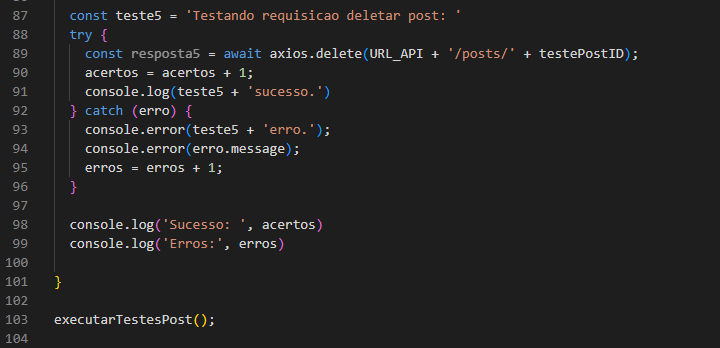 87 const teste5 = 'Testando requisicao deletar post: '
88 try {
89 const resposta5 = await axios.delete(URL_API + '/posts/' + testePostID);
90 acertos = acertos + 1;
91 console.log(teste5 + 'sucesso.')
92 } catch (erro) {
93 console.error(teste5 + 'erro.');
94 console.error(erro.message);
95 erros = erros + 1;
96 }
97
98 console.log('Sucesso: ', acertos)
99 console.log('Erros:', erros)
100
101 }
102
103 executarTestesPost();
104